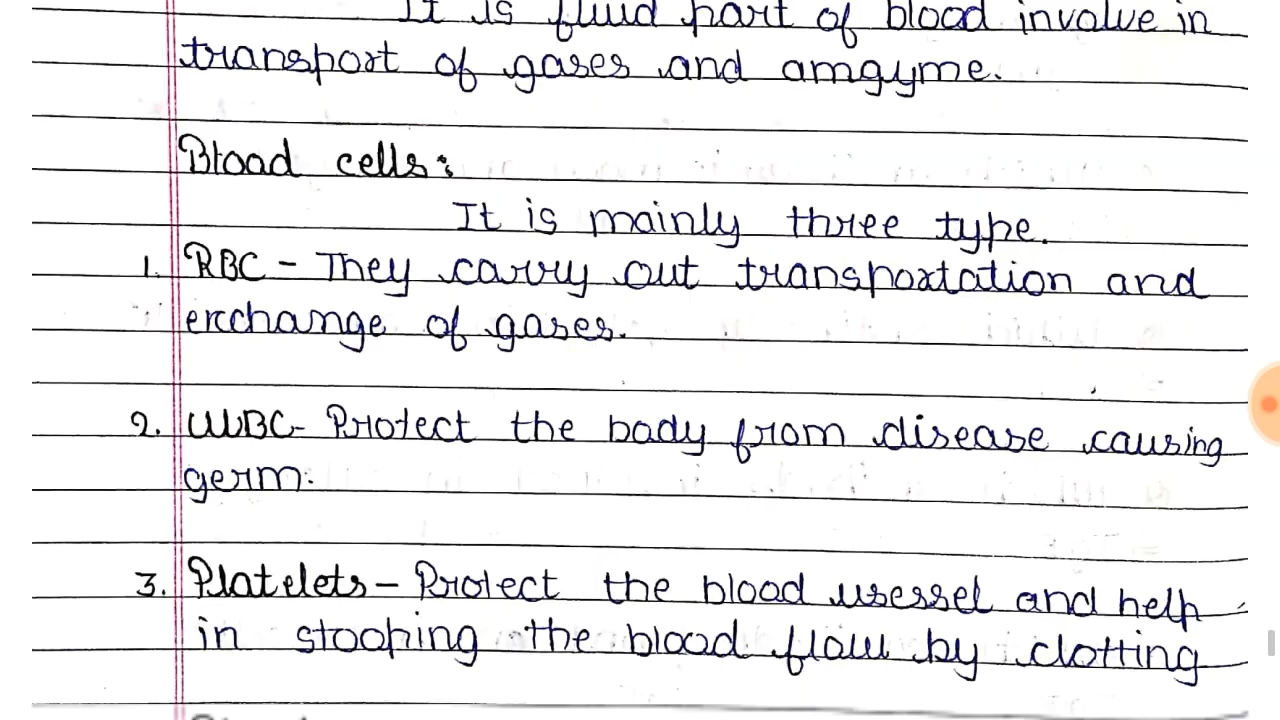 It is fluid part of blood involve in
transport of gases and amgyme.
Blood cells:
It is mainly three type.
1. RBC - They carry out transportation and
exchange of gases.
2. WBC - Protect the body from disease causing
germ.
3. Platelets - Protect the blood vessel and help
in stoohing the blood flow by clotting